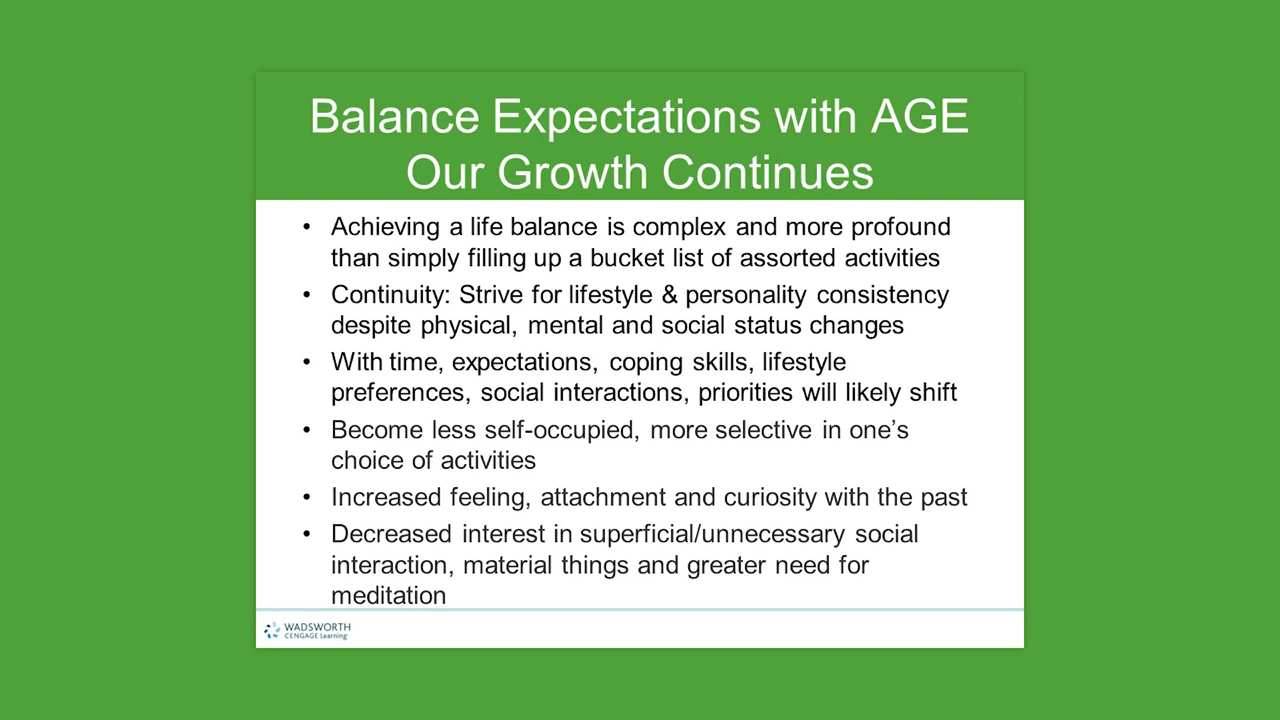 Balance Expectations with AGE
Our Growth Continues
• Achieving a life balance is complex and more profound
than simply filling up a bucket list of assorted activities
• Continuity: Strive for lifestyle & personality consistency
despite physical, mental and social status changes
• With time, expectations, coping skills, lifestyle
preferences, social interactions, priorities will likely shift
• Become less self-occupied, more selective in one’s
choice of activities
• Increased feeling, attachment and curiosity with the past
• Decreased interest in superficial/unnecessary social
interaction, material things and greater need for
meditation
WADSWORTH
CENGAGE Learning